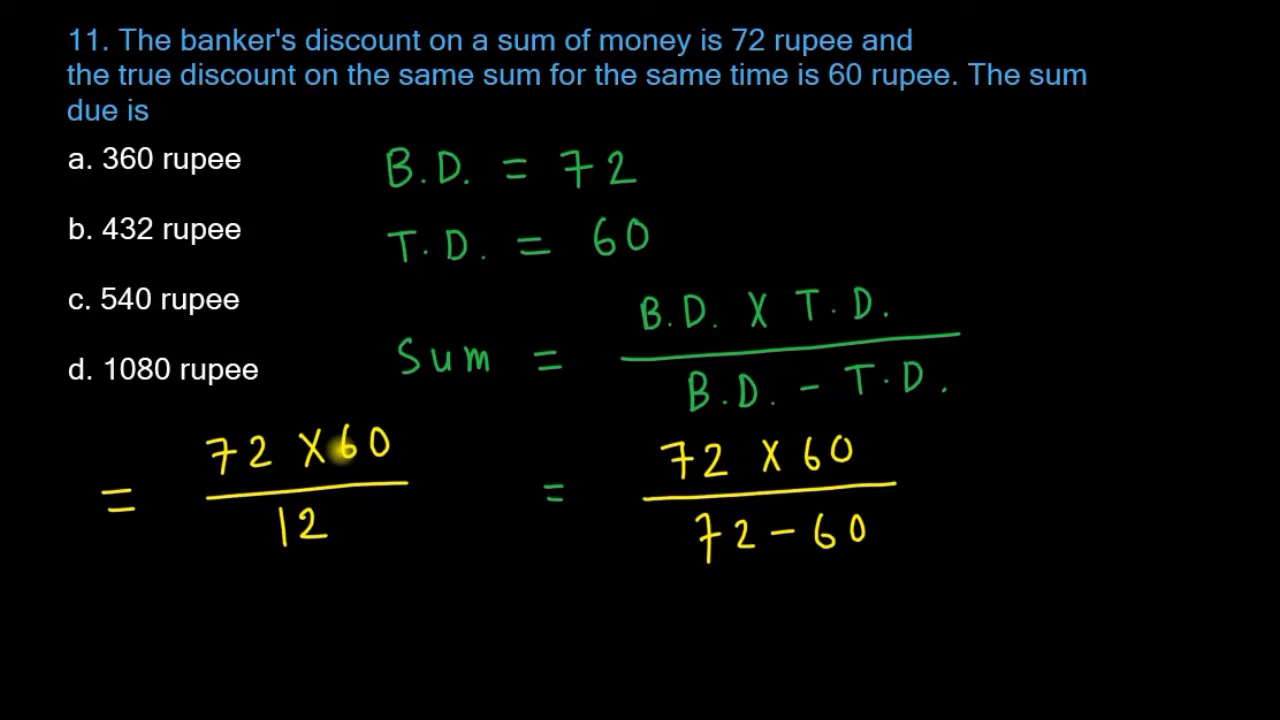 11. The banker's discount on a sum of money is 72 rupee and
the true discount on the same sum for the same time is 60 rupee. The sum
due is
a. 360 rupee
B.D. = 72
b. 432 rupee
T.D. = 60
c. 540 rupee
B.D. X T.D.
Sum =
d. 1080 rupee
B.D. - T.D.
= 72 X 60
12
= 72 X 60
72 - 60